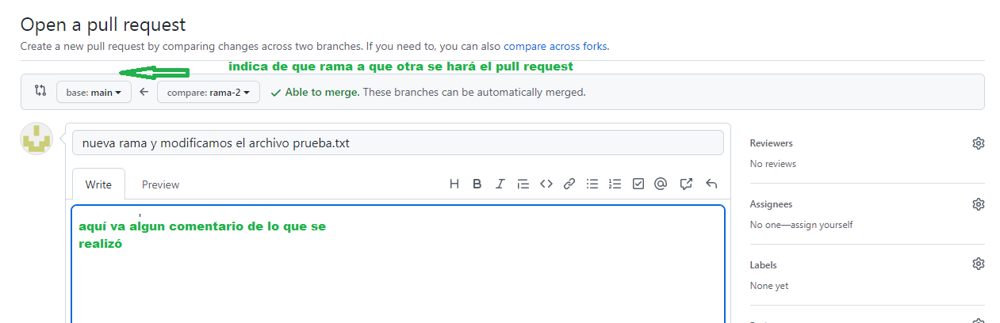 Open a pull request
Create a new pull request by comparing changes across two branches. If you need to, you can also compare across forks.
indica de que rama a que otra se hará el pull request
base: main compare: rama-2 Able to merge. These branches can be automatically merged.
nueva rama y modificamos el archivo prueba.txt
Write Preview
aquí va algun comentario de lo que se
realizó
Reviewers
No reviews
Assignees
No one—assign yourself
Labels
None yet